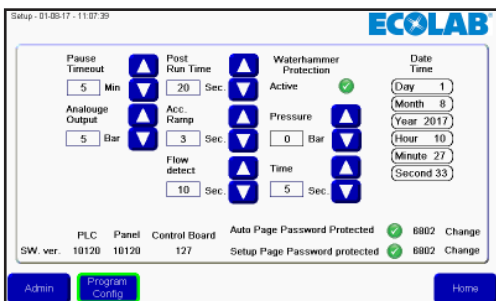 Setup - 01-08-17 - 11:07:39
ECOLAB
Pause Timeout
5 Min
Post Run Time
20 Sec.
Waterhammer Protection
Active
Date Time
Day 1
Month 8
Year 2017
Hour 10
Minute 27
Second 33
Analouge Output
5 Bar
Acc. Ramp
3 Sec.
Pressure
0 Bar
Flow detect
10 Sec.
Time
5 Sec.
PLC Panel Control Board
SW. ver. 10120 10120 127
Auto Page Password Protected 6802 Change
Setup Page Password protected 6802 Change
Admin
Program Config
Home